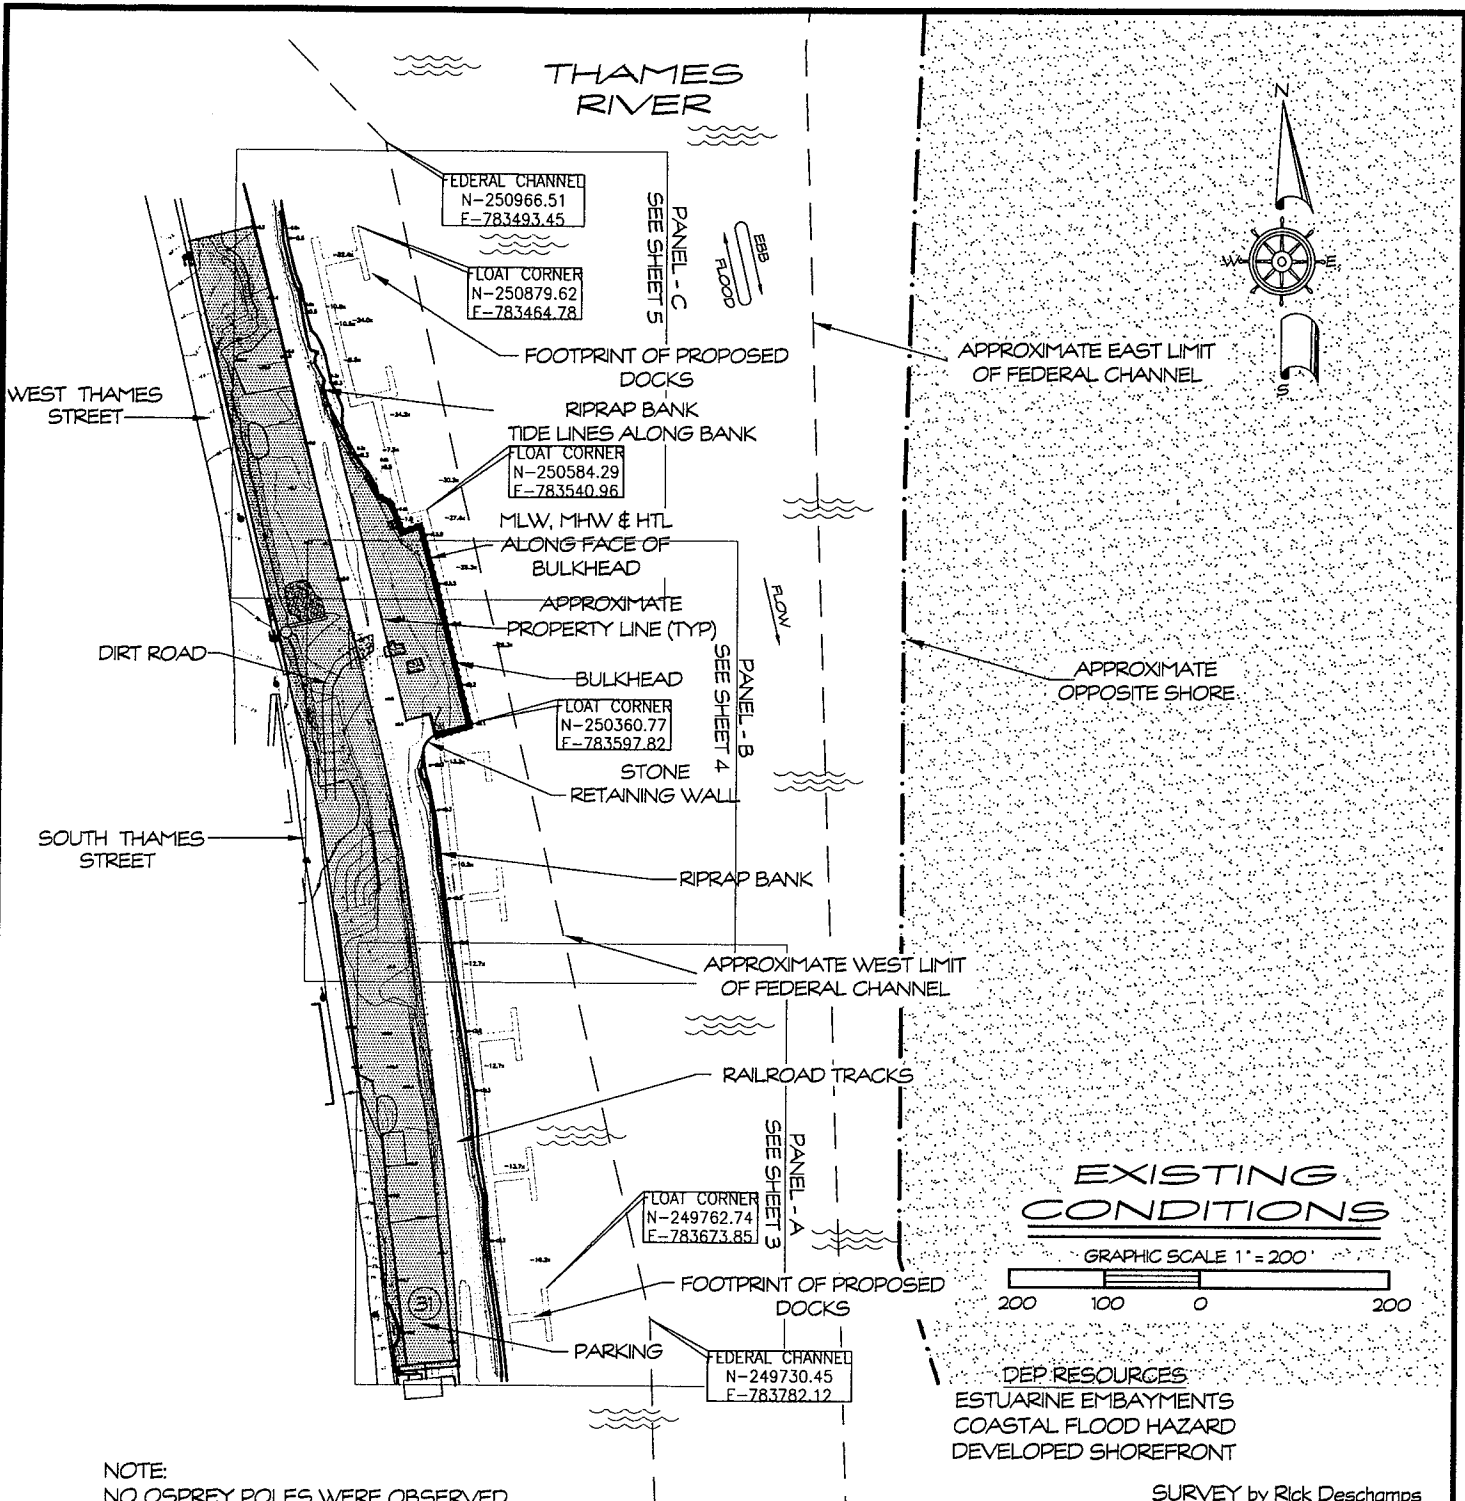 THAMES
RIVER
FEDERAL CHANNEL
N-250966.51
E-783493.45
FLOAT CORNER
N-250879.62
E-783464.78
PANEL - C
SEE SHEET 5
EBB
FLOOD
N
W
E
S
FOOTPRINT OF PROPOSED
DOCKS
APPROXIMATE EAST LIMIT
OF FEDERAL CHANNEL
WEST THAMES
STREET
RIPRAP BANK
TIDE LINES ALONG BANK
FLOAT CORNER
N-250584.29
E-783540.96
MLW, MHW & HTL
ALONG FACE OF
BULKHEAD
APPROXIMATE
PROPERTY LINE (TYP)
FLOW
DIRT ROAD
BULKHEAD
PANEL - B
SEE SHEET 4
APPROXIMATE
OPPOSITE SHORE
FLOAT CORNER
N-250360.77
E-783597.82
STONE
RETAINING WALL
SOUTH THAMES
STREET
RIPRAP BANK
APPROXIMATE WEST LIMIT
OF FEDERAL CHANNEL
-12.7x
RAILROAD TRACKS
-12.7x
PANEL - A
SEE SHEET 3
EXISTING
CONDITIONS
FLOAT CORNER
N-249762.74
E-783673.85
GRAPHIC SCALE 1" = 200'
200 100 0 200
FOOTPRINT OF PROPOSED
DOCKS
31
PARKING
FEDERAL CHANNEL
N-249730.45
E-783782.12
DEP RESOURCES
ESTUARINE EMBAYMENTS
COASTAL FLOOD HAZARD
DEVELOPED SHOREFRONT
NOTE:
NO OSPREY POLES WERE OBSERVED
SURVEY by Rick Deschamps